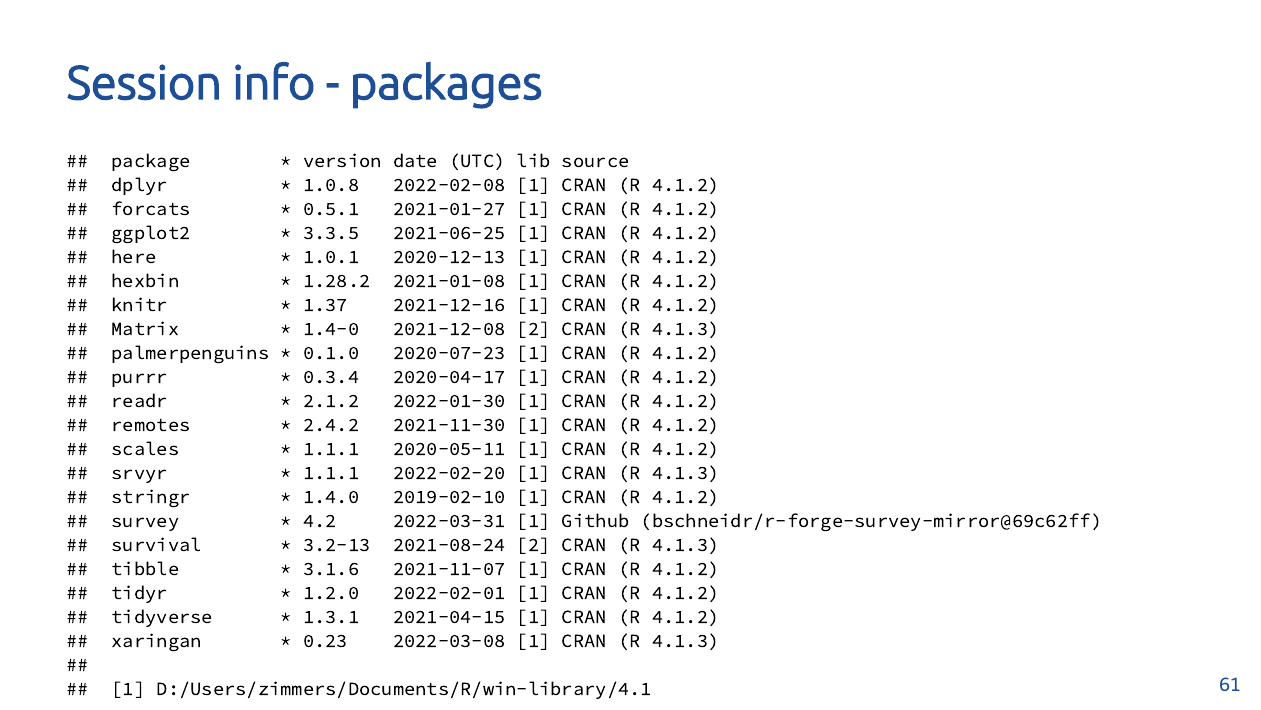 Session info - packages
##  package        * version date (UTC) lib source
##  dplyr          * 1.0.8   2022-02-08 [1] CRAN (R 4.1.2)
##  forcats        * 0.5.1   2021-01-27 [1] CRAN (R 4.1.2)
##  ggplot2        * 3.3.5   2021-06-25 [1] CRAN (R 4.1.2)
##  here           * 1.0.1   2020-12-13 [1] CRAN (R 4.1.2)
##  hexbin         * 1.28.2  2021-01-08 [1] CRAN (R 4.1.2)
##  knitr          * 1.37    2021-12-16 [1] CRAN (R 4.1.2)
##  Matrix         * 1.4-0   2021-12-08 [2] CRAN (R 4.1.3)
##  palmerpenguins * 0.1.0   2020-07-23 [1] CRAN (R 4.1.2)
##  purrr          * 0.3.4   2020-04-17 [1] CRAN (R 4.1.2)
##  readr          * 2.1.2   2022-01-30 [1] CRAN (R 4.1.2)
##  remotes        * 2.4.2   2021-11-30 [1] CRAN (R 4.1.2)
##  scales         * 1.1.1   2020-05-11 [1] CRAN (R 4.1.2)
##  srvyr          * 1.1.1   2022-02-20 [1] CRAN (R 4.1.3)
##  stringr        * 1.4.0   2019-02-10 [1] CRAN (R 4.1.2)
##  survey         * 4.2     2022-03-31 [1] Github (bschneidr/r-forge-survey-mirror@69c62ff)
##  survival       * 3.2-13  2021-08-24 [2] CRAN (R 4.1.3)
##  tibble         * 3.1.6   2021-11-07 [1] CRAN (R 4.1.2)
##  tidyr          * 1.2.0   2022-02-01 [1] CRAN (R 4.1.2)
##  tidyverse      * 1.3.1   2021-04-15 [1] CRAN (R 4.1.2)
##  xaringan       * 0.23    2022-03-08 [1] CRAN (R 4.1.3)
##
##  [1] D:/Users/zimmers/Documents/R/win-library/4.1
61